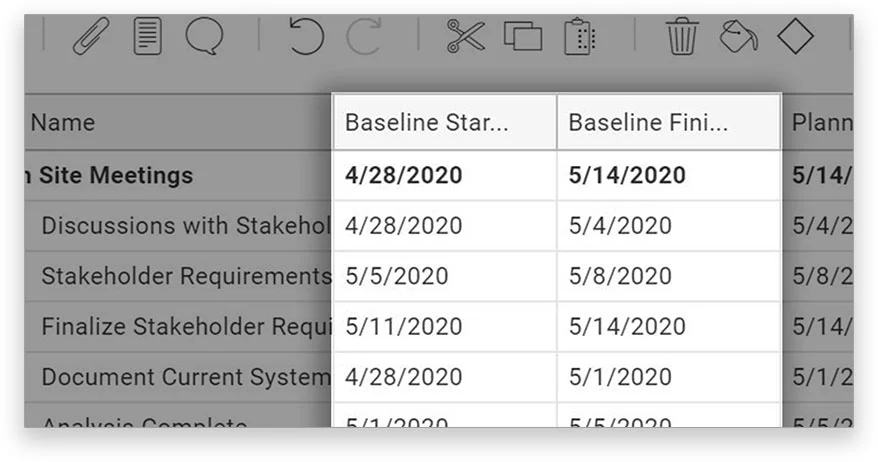 Name Baseline Star... Baseline Fini... Plann
Site Meetings 4/28/2020 5/14/2020 5/14/
Discussions with Stakehol 4/28/2020 5/4/2020 5/4/2
Stakeholder Requirements 5/5/2020 5/8/2020 5/8/2
Finalize Stakeholder Requi 5/11/2020 5/14/2020 5/14/
Document Current System 4/28/2020 5/1/2020 5/1/2
Analysis Complete 5/1/2020 5/5/2020 5/5/2